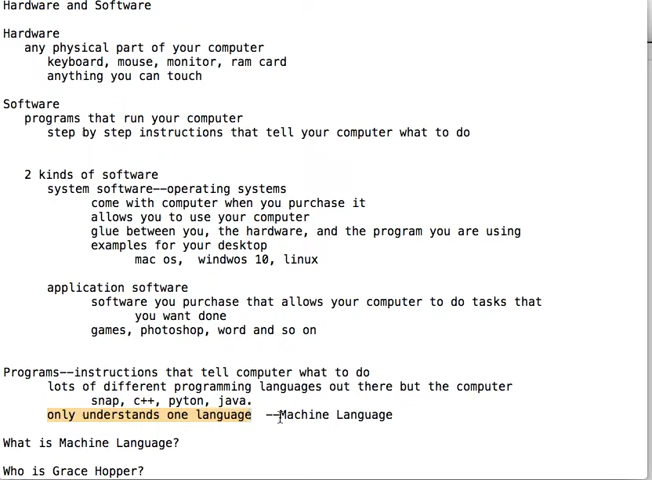 Hardware and Software
Hardware
any physical part of your computer
keyboard, mouse, monitor, ram card
anything you can touch
Software
programs that run your computer
step by step instructions that tell your computer what to do
2 kinds of software
system software--operating systems
come with computer when you purchase it
allows you to use your computer
glue between you, the hardware, and the program you are using
examples for your desktop
mac os, windwos 10, linux
application software
software you purchase that allows your computer to do tasks that
you want done
games, photoshop, word and so on
Programs--instructions that tell computer what to do
lots of different programming languages out there but the computer
snap, c++, pyton, java.
only understands one language --Machine Language
What is Machine Language?
Who is Grace Hopper?